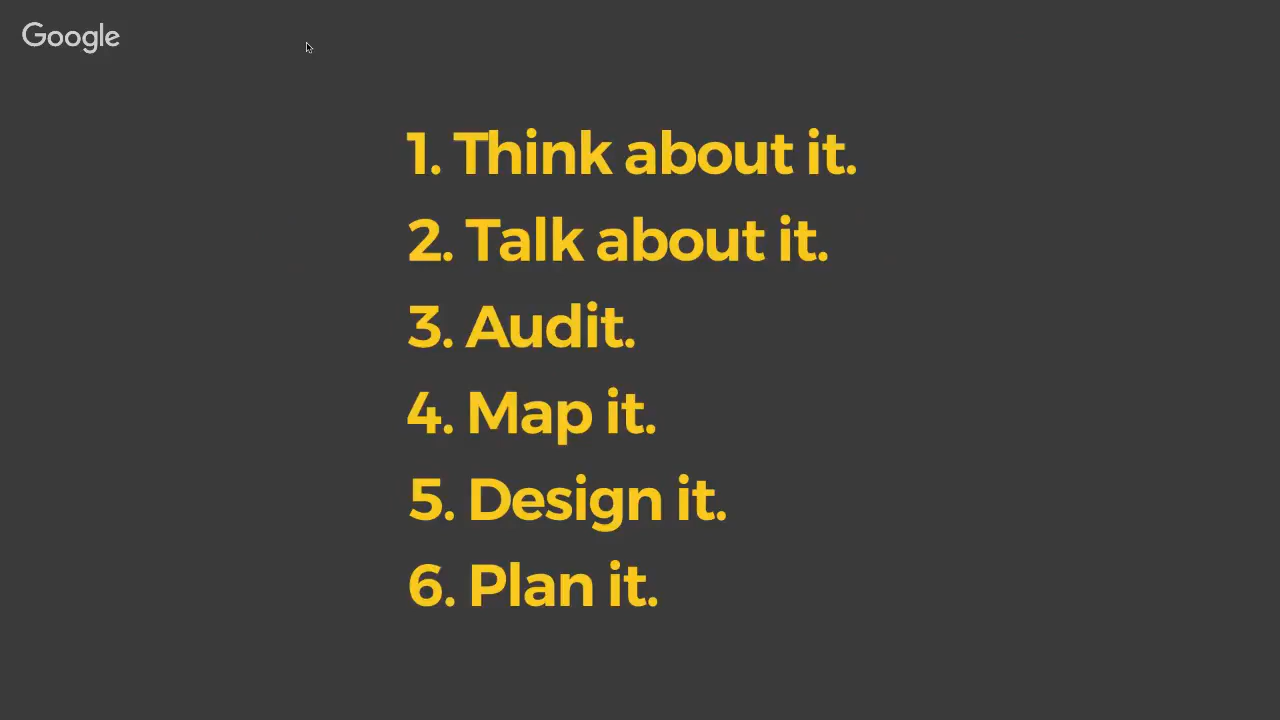 Google
1. Think about it.
2. Talk about it.
3. Audit.
4. Map it.
5. Design it.
6. Plan it.